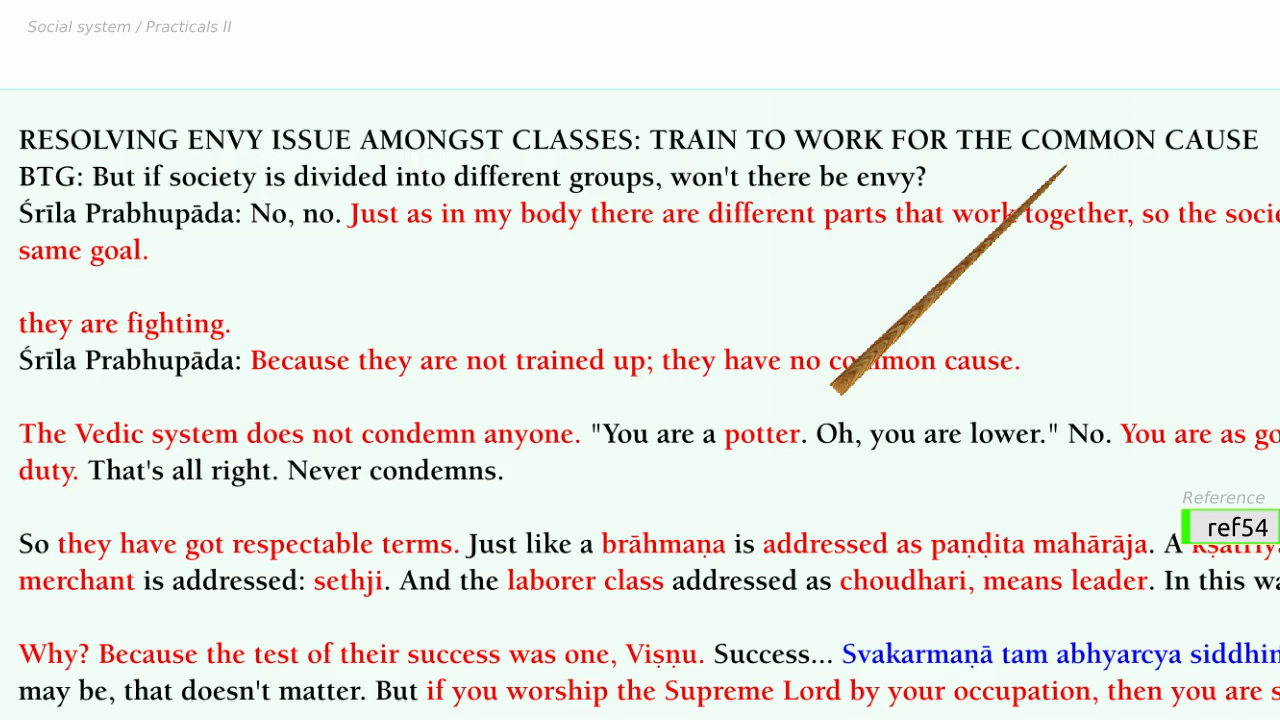 Social system / Practicals II
RESOLVING ENVY ISSUE AMONGST CLASSES: TRAIN TO WORK FOR THE COMMON CAUSE
BTG: But if society is divided into different groups, won't there be envy?
Śrīla Prabhupāda: No, no. Just as in my body there are different parts that work together, so the
same goal.
they are fighting.
Śrīla Prabhupāda: Because they are not trained up; they have no common cause.
The Vedic system does not condemn anyone. "You are a potter. Oh, you are lower." No. You are as
duty. That's all right. Never condemns.
Reference
ref54
So they have got respectable terms. Just like a brāhmaṇa is addressed as paṇḍita mahārāja. A
merchant is addressed: sethji. And the laborer class addressed as choudhari, means leader. In this
Why? Because the test of their success was one, Viṣṇu. Success... Svakarmaṇā tam abhyarcya
may be, that doesn't matter. But if you worship the Supreme Lord by your occupation, then you are